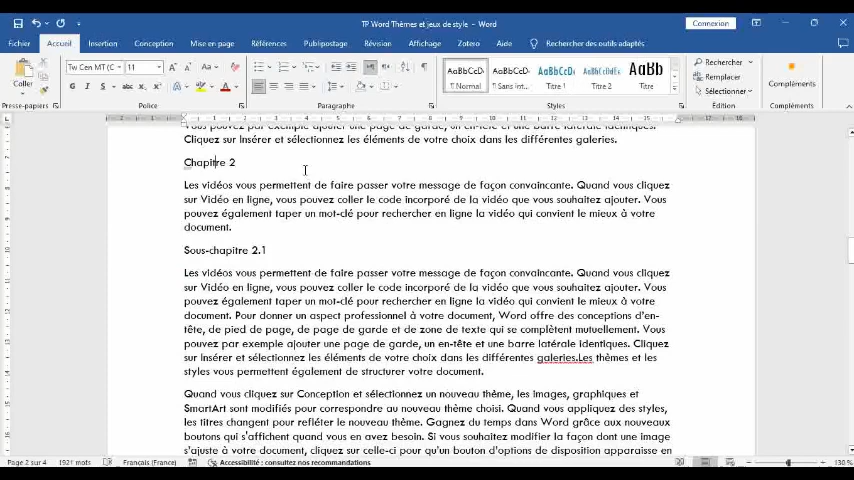 TP Word Thèmes et jeux de style - Word
Connexion
Fichier Accueil Insertion Conception Mise en page Références Publipostage Révision Affichage Zotero Aide Rechercher des outils adaptés
Coller
Tw Cen MT (C 11
AaBbCcDc AaBbCcDc AaBbCcDc AaBbCcDdEe AaBb
¶ Normal ¶ Sans int... Titre 1 Titre 2 Titre
Rechercher
Remplacer
Sélectionner
Compléments
Presse-papiers Police Paragraphe Styles Édition Compléments
Vous pouvez par exemple ajouter une page de garde, un en-tête et une barre latérale identiques.
Cliquez sur Insérer et sélectionnez les éléments de votre choix dans les différentes galeries.
Chapitre 2
Les vidéos vous permettent de faire passer votre message de façon convaincante. Quand vous cliquez
sur Vidéo en ligne, vous pouvez coller le code incorporé de la vidéo que vous souhaitez ajouter. Vous
pouvez également taper un mot-clé pour rechercher en ligne la vidéo qui convient le mieux à votre
document.
Sous-chapitre 2.1
Les vidéos vous permettent de faire passer votre message de façon convaincante. Quand vous cliquez
sur Vidéo en ligne, vous pouvez coller le code incorporé de la vidéo que vous souhaitez ajouter. Vous
pouvez également taper un mot-clé pour rechercher en ligne la vidéo qui convient le mieux à votre
document. Pour donner un aspect professionnel à votre document, Word offre des conceptions d'en-
tête, de pied de page, de page de garde et de zone de texte qui se complètent mutuellement. Vous
pouvez par exemple ajouter une page de garde, un en-tête et une barre latérale identiques. Cliquez
sur Insérer et sélectionnez les éléments de votre choix dans les différentes galeries.Les thèmes et les
styles vous permettent également de structurer votre document.
Quand vous cliquez sur Conception et sélectionnez un nouveau thème, les images, graphiques et
SmartArt sont modifiés pour correspondre au nouveau thème choisi. Quand vous appliquez des styles,
les titres changent pour refléter le nouveau thème. Gagnez du temps dans Word grâce aux nouveaux
boutons qui s'affichent quand vous en avez besoin. Si vous souhaitez modifier la façon dont une image
s'ajuste à votre document, cliquez sur celle-ci pour qu'un bouton d'options de disposition apparaisse en
Page 2 sur 4 1921 mots Français (France) Accessibilité : consultez nos recommandations 130 %